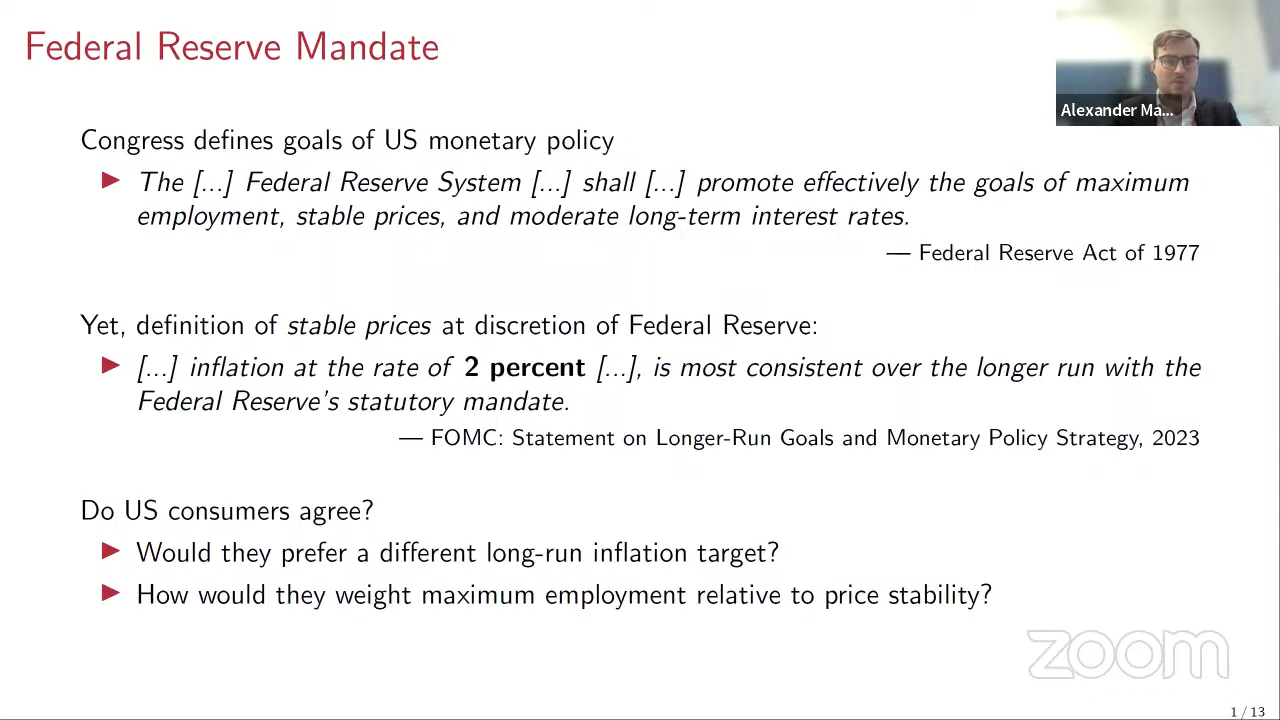 Federal Reserve Mandate
Alexander Ma...
Congress defines goals of US monetary policy
▶ The [...] Federal Reserve System [...] shall [...] promote effectively the goals of maximum
employment, stable prices, and moderate long-term interest rates.
— Federal Reserve Act of 1977
Yet, definition of stable prices at discretion of Federal Reserve:
▶ [...] inflation at the rate of 2 percent [...], is most consistent over the longer run with the
Federal Reserve's statutory mandate.
— FOMC: Statement on Longer-Run Goals and Monetary Policy Strategy, 2023
Do US consumers agree?
▶ Would they prefer a different long-run inflation target?
▶ How would they weight maximum employment relative to price stability?
zoom
1 / 13